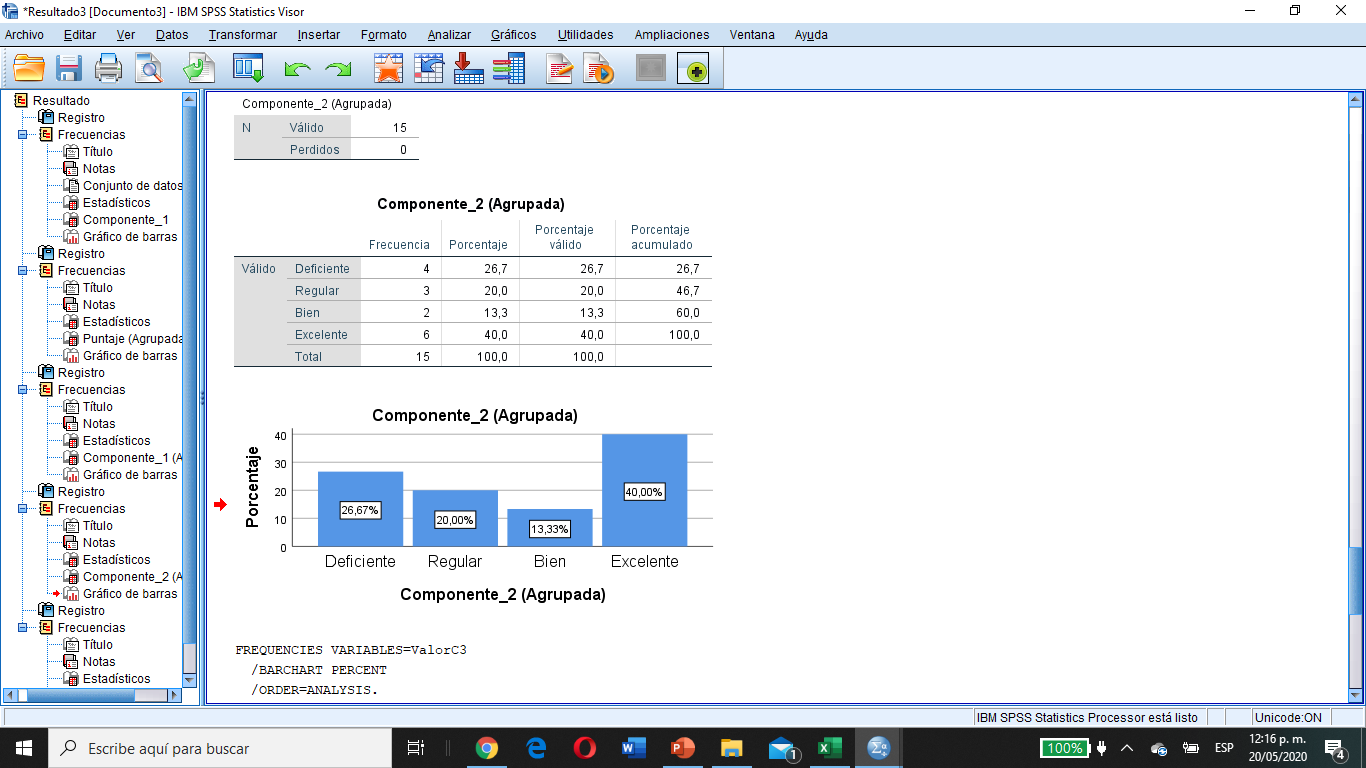 *Resultado3 [Documento3] - IBM SPSS Statistics Visor
Archivo Editar Ver Datos Transformar Insertar Formato Analizar Gráficos Utilidades Ampliaciones Ventana Ayuda
Resultado
Registro
Frecuencias
Título
Notas
Conjunto de datos
Estadísticos
Componente_1
Gráfico de barras
Registro
Frecuencias
Título
Notas
Estadísticos
Puntaje (Agrupada
Gráfico de barras
Registro
Frecuencias
Título
Notas
Estadísticos
Componente_1 (A
Gráfico de barras
Registro
Frecuencias
Título
Notas
Estadísticos
Componente_2 (A
Gráfico de barras
Registro
Frecuencias
Título
Notas
Estadísticos
Componente_2 (Agrupada)
N Válido 15
Perdidos 0
Componente_2 (Agrupada)
Frecuencia Porcentaje Porcentaje válido Porcentaje acumulado
Válido Deficiente 4 26,7 26,7 26,7
Regular 3 20,0 20,0 46,7
Bien 2 13,3 13,3 60,0
Excelente 6 40,0 40,0 100,0
Total 15 100,0 100,0
Componente_2 (Agrupada)
Porcentaje
40
30
20
10
0
26,67% 20,00% 13,33% 40,00%
Deficiente Regular Bien Excelente
Componente_2 (Agrupada)
FREQUENCIES VARIABLES=ValorC3
/BARCHART PERCENT
/ORDER=ANALYSIS.
IBM SPSS Statistics Processor está listo Unicode:ON
Escribe aquí para buscar
1
100%
ESP
12:16 p. m.
20/05/2020
4